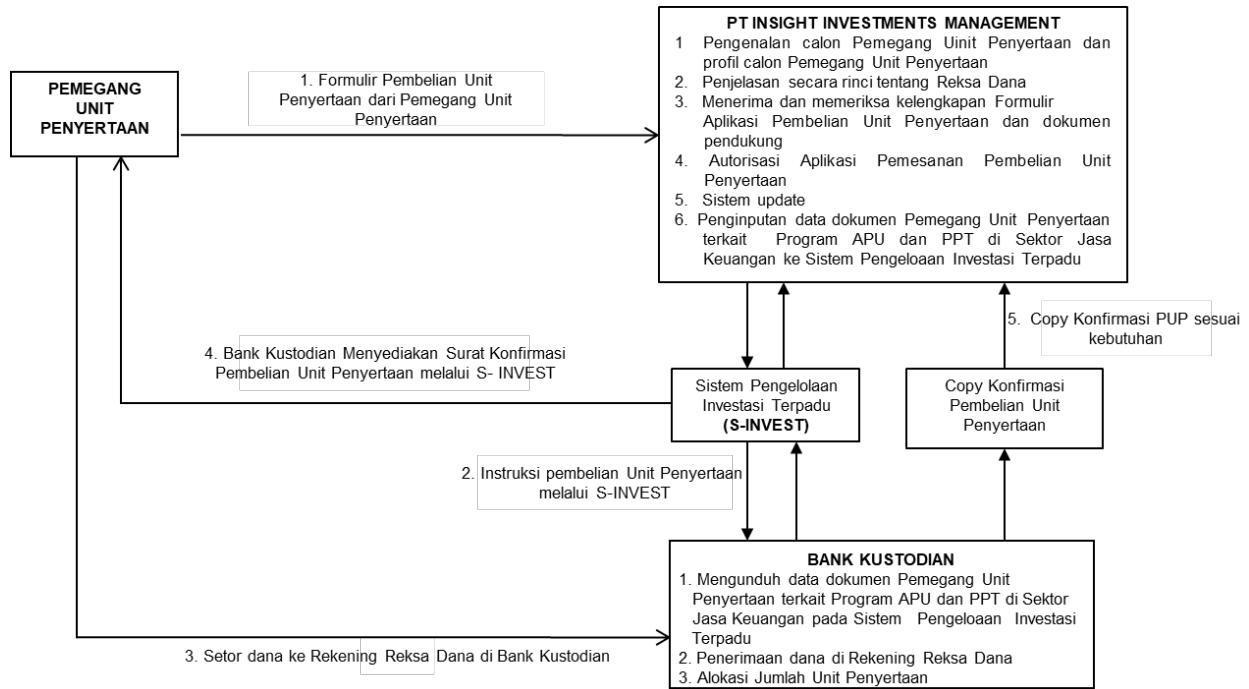 PEMEGANG
UNIT
PENYERTAAN
1. Formulir Pembelian Unit
Penyertaan dari Pemegang Unit
Penyertaan
PT INSIGHT INVESTMENTS MANAGEMENT
1 Pengenalan calon Pemegang Uinit Penyertaan dan
profil calon Pemegang Unit Penyertaan
2. Penjelasan secara rinci tentang Reksa Dana
3. Menerima dan memeriksa kelengkapan Formulir
Aplikasi Pembelian Unit Penyertaan dan dokumen
pendukung
4. Autorisasi Aplikasi Pemesanan Pembelian Unit
Penyertaan
5. Sistem update
6. Penginputan data dokumen Pemegang Unit Penyertaan
terkait Program APU dan PPT di Sektor Jasa
Keuangan ke Sistem Pengeloaan Investasi Terpadu
5. Copy Konfirmasi PUP sesuai
kebutuhan
4. Bank Kustodian Menyediakan Surat Konfirmasi
Pembelian Unit Penyertaan melalui S- INVEST
Sistem Pengelolaan
Investasi Terpadu
(S-INVEST)
Copy Konfirmasi
Pembelian Unit
Penyertaan
2. Instruksi pembelian Unit Penyertaan
melalui S-INVEST
BANK KUSTODIAN
1. Mengunduh data dokumen Pemegang Unit
Penyertaan terkait Program APU dan PPT di Sektor
Jasa Keuangan pada Sistem Pengeloaan Investasi
Terpadu
2. Penerimaan dana di Rekening Reksa Dana
3. Alokasi Jumlah Unit Penyertaan
3. Setor dana ke Rekening Reksa Dana di Bank Kustodian